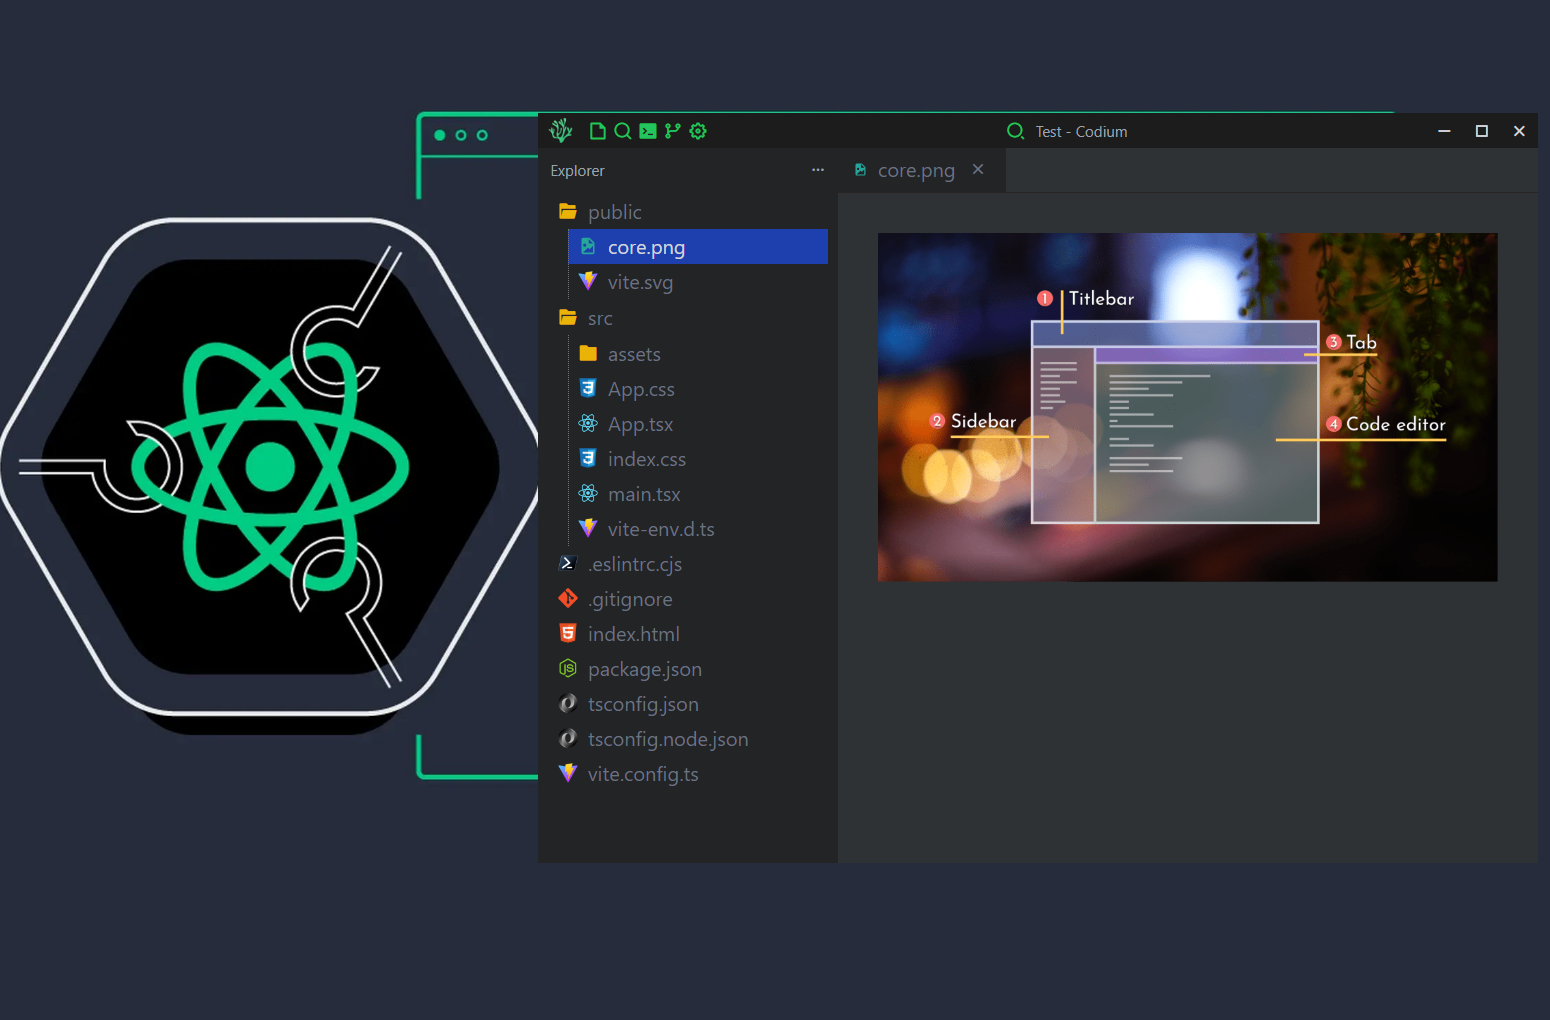 Test - Codium
Explorer
core.png
public
core.png
vite.svg
src
assets
App.css
App.tsx
index.css
main.tsx
vite-env.d.ts
.eslintrc.cjs
.gitignore
index.html
package.json
tsconfig.json
tsconfig.node.json
vite.config.ts
1 Titlebar
3 Tab
2 Sidebar
4 Code editor